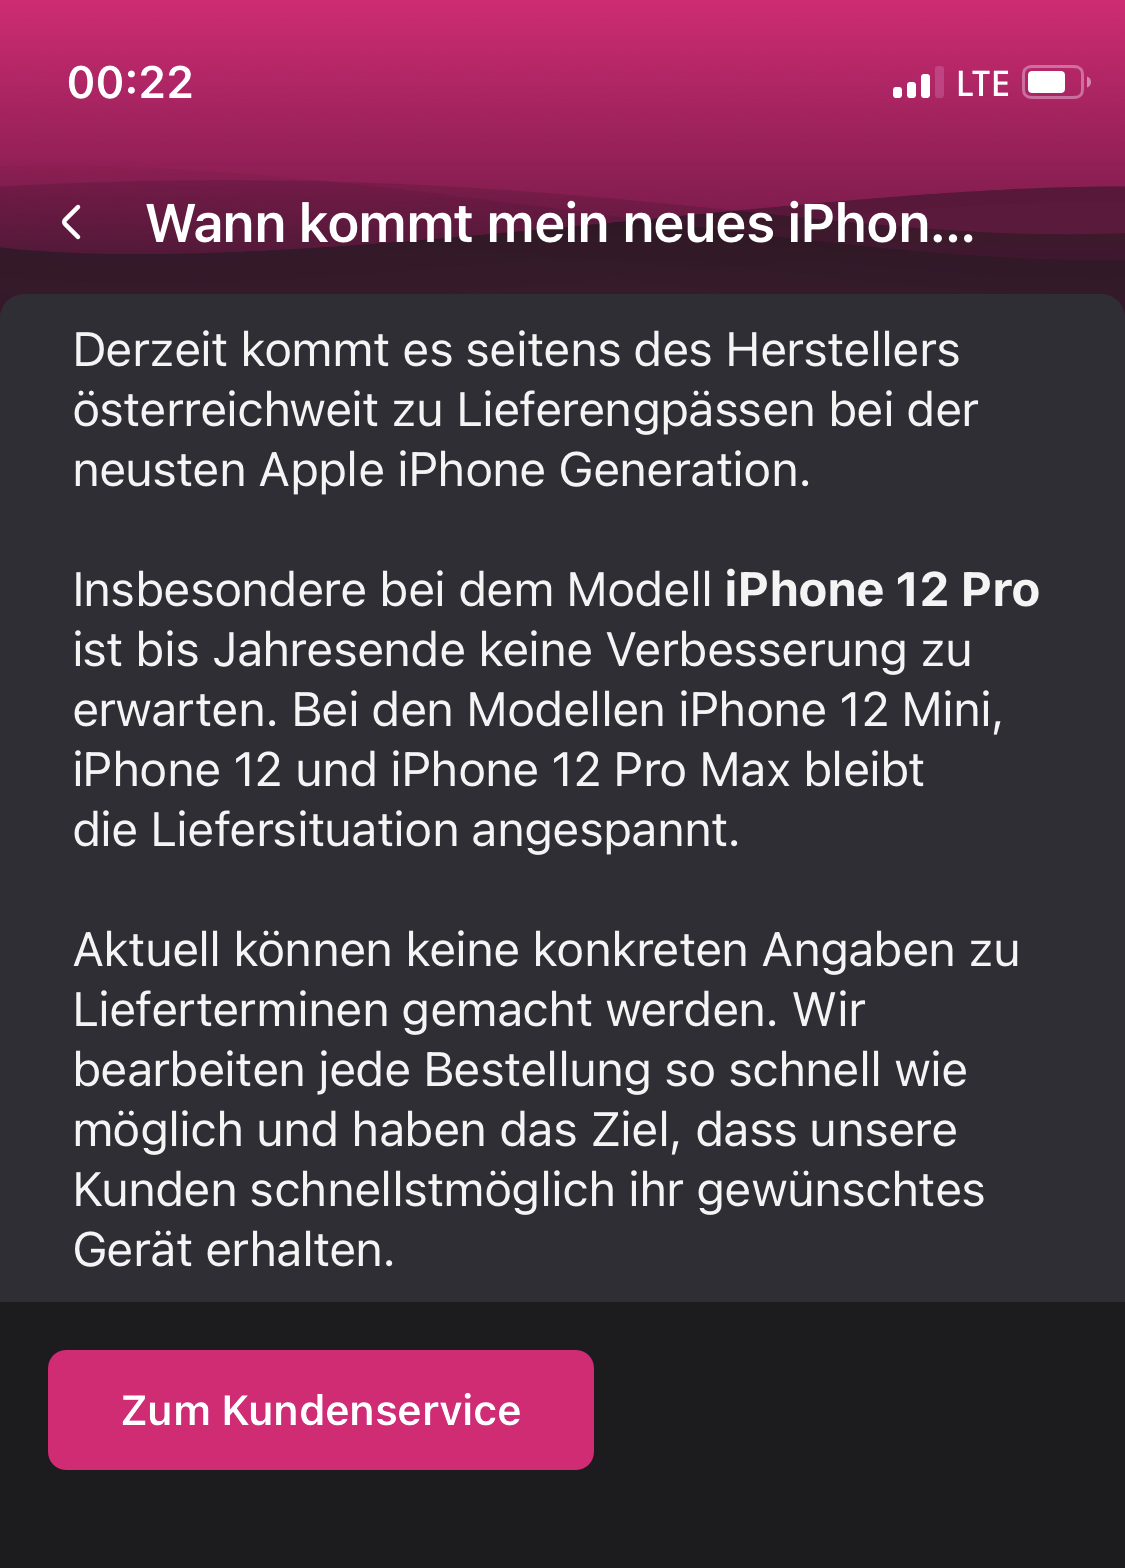 00:22
LTE
Wann kommt mein neues iPhon...
Derzeit kommt es seitens des Herstellers
österreichweit zu Lieferengpässen bei der
neusten Apple iPhone Generation.
Insbesondere bei dem Modell iPhone 12 Pro
ist bis Jahresende keine Verbesserung zu
erwarten. Bei den Modellen iPhone 12 Mini,
iPhone 12 und iPhone 12 Pro Max bleibt
die Liefersituation angespannt.
Aktuell können keine konkreten Angaben zu
Lieferterminen gemacht werden. Wir
bearbeiten jede Bestellung so schnell wie
möglich und haben das Ziel, dass unsere
Kunden schnellstmöglich ihr gewünschtes
Gerät erhalten.
Zum Kundenservice